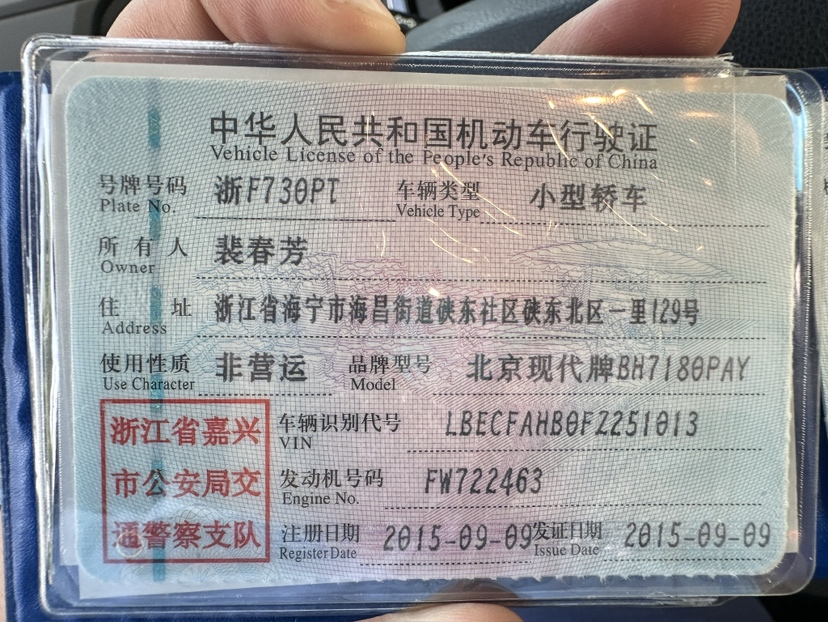 中华人民共和国机动车行驶证
Vehicle License of the People's Republic of China
号牌号码 浙F730PT 车辆类型 小型轿车
Plate No. Vehicle Type
所有人 裴春芳
Owner
住址 浙江省海宁市海昌街道硖东社区硖东北区一里129号
Address
使用性质 非营运 品牌型号 北京现代牌BH7180PAY
Use Character Model
浙江省嘉兴
市公安局交
通警察支队
车辆识别代号 LBECFAHB0FZ251013
VIN
发动机号码 FW722463
Engine No.
注册日期 2015-09-09 发证日期 2015-09-09
Register Date Issue Date